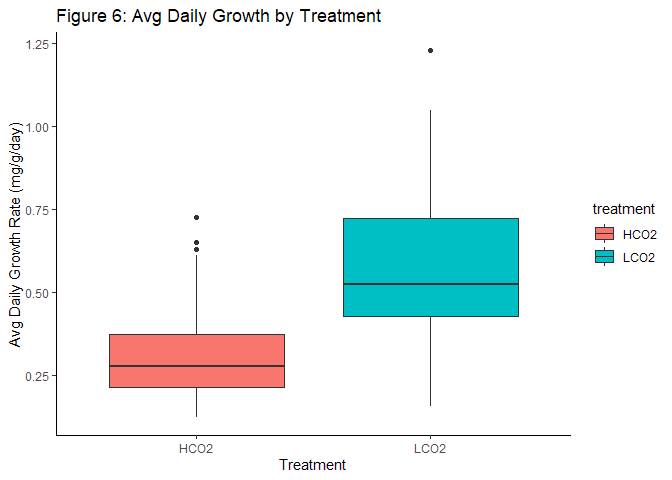 Figure 6: Avg Daily Growth by Treatment
Avg Daily Growth Rate (mg/g/day)
1.25
1.00
0.75
0.50
0.25
HCO2
LCO2
Treatment
treatment
HCO2
LCO2